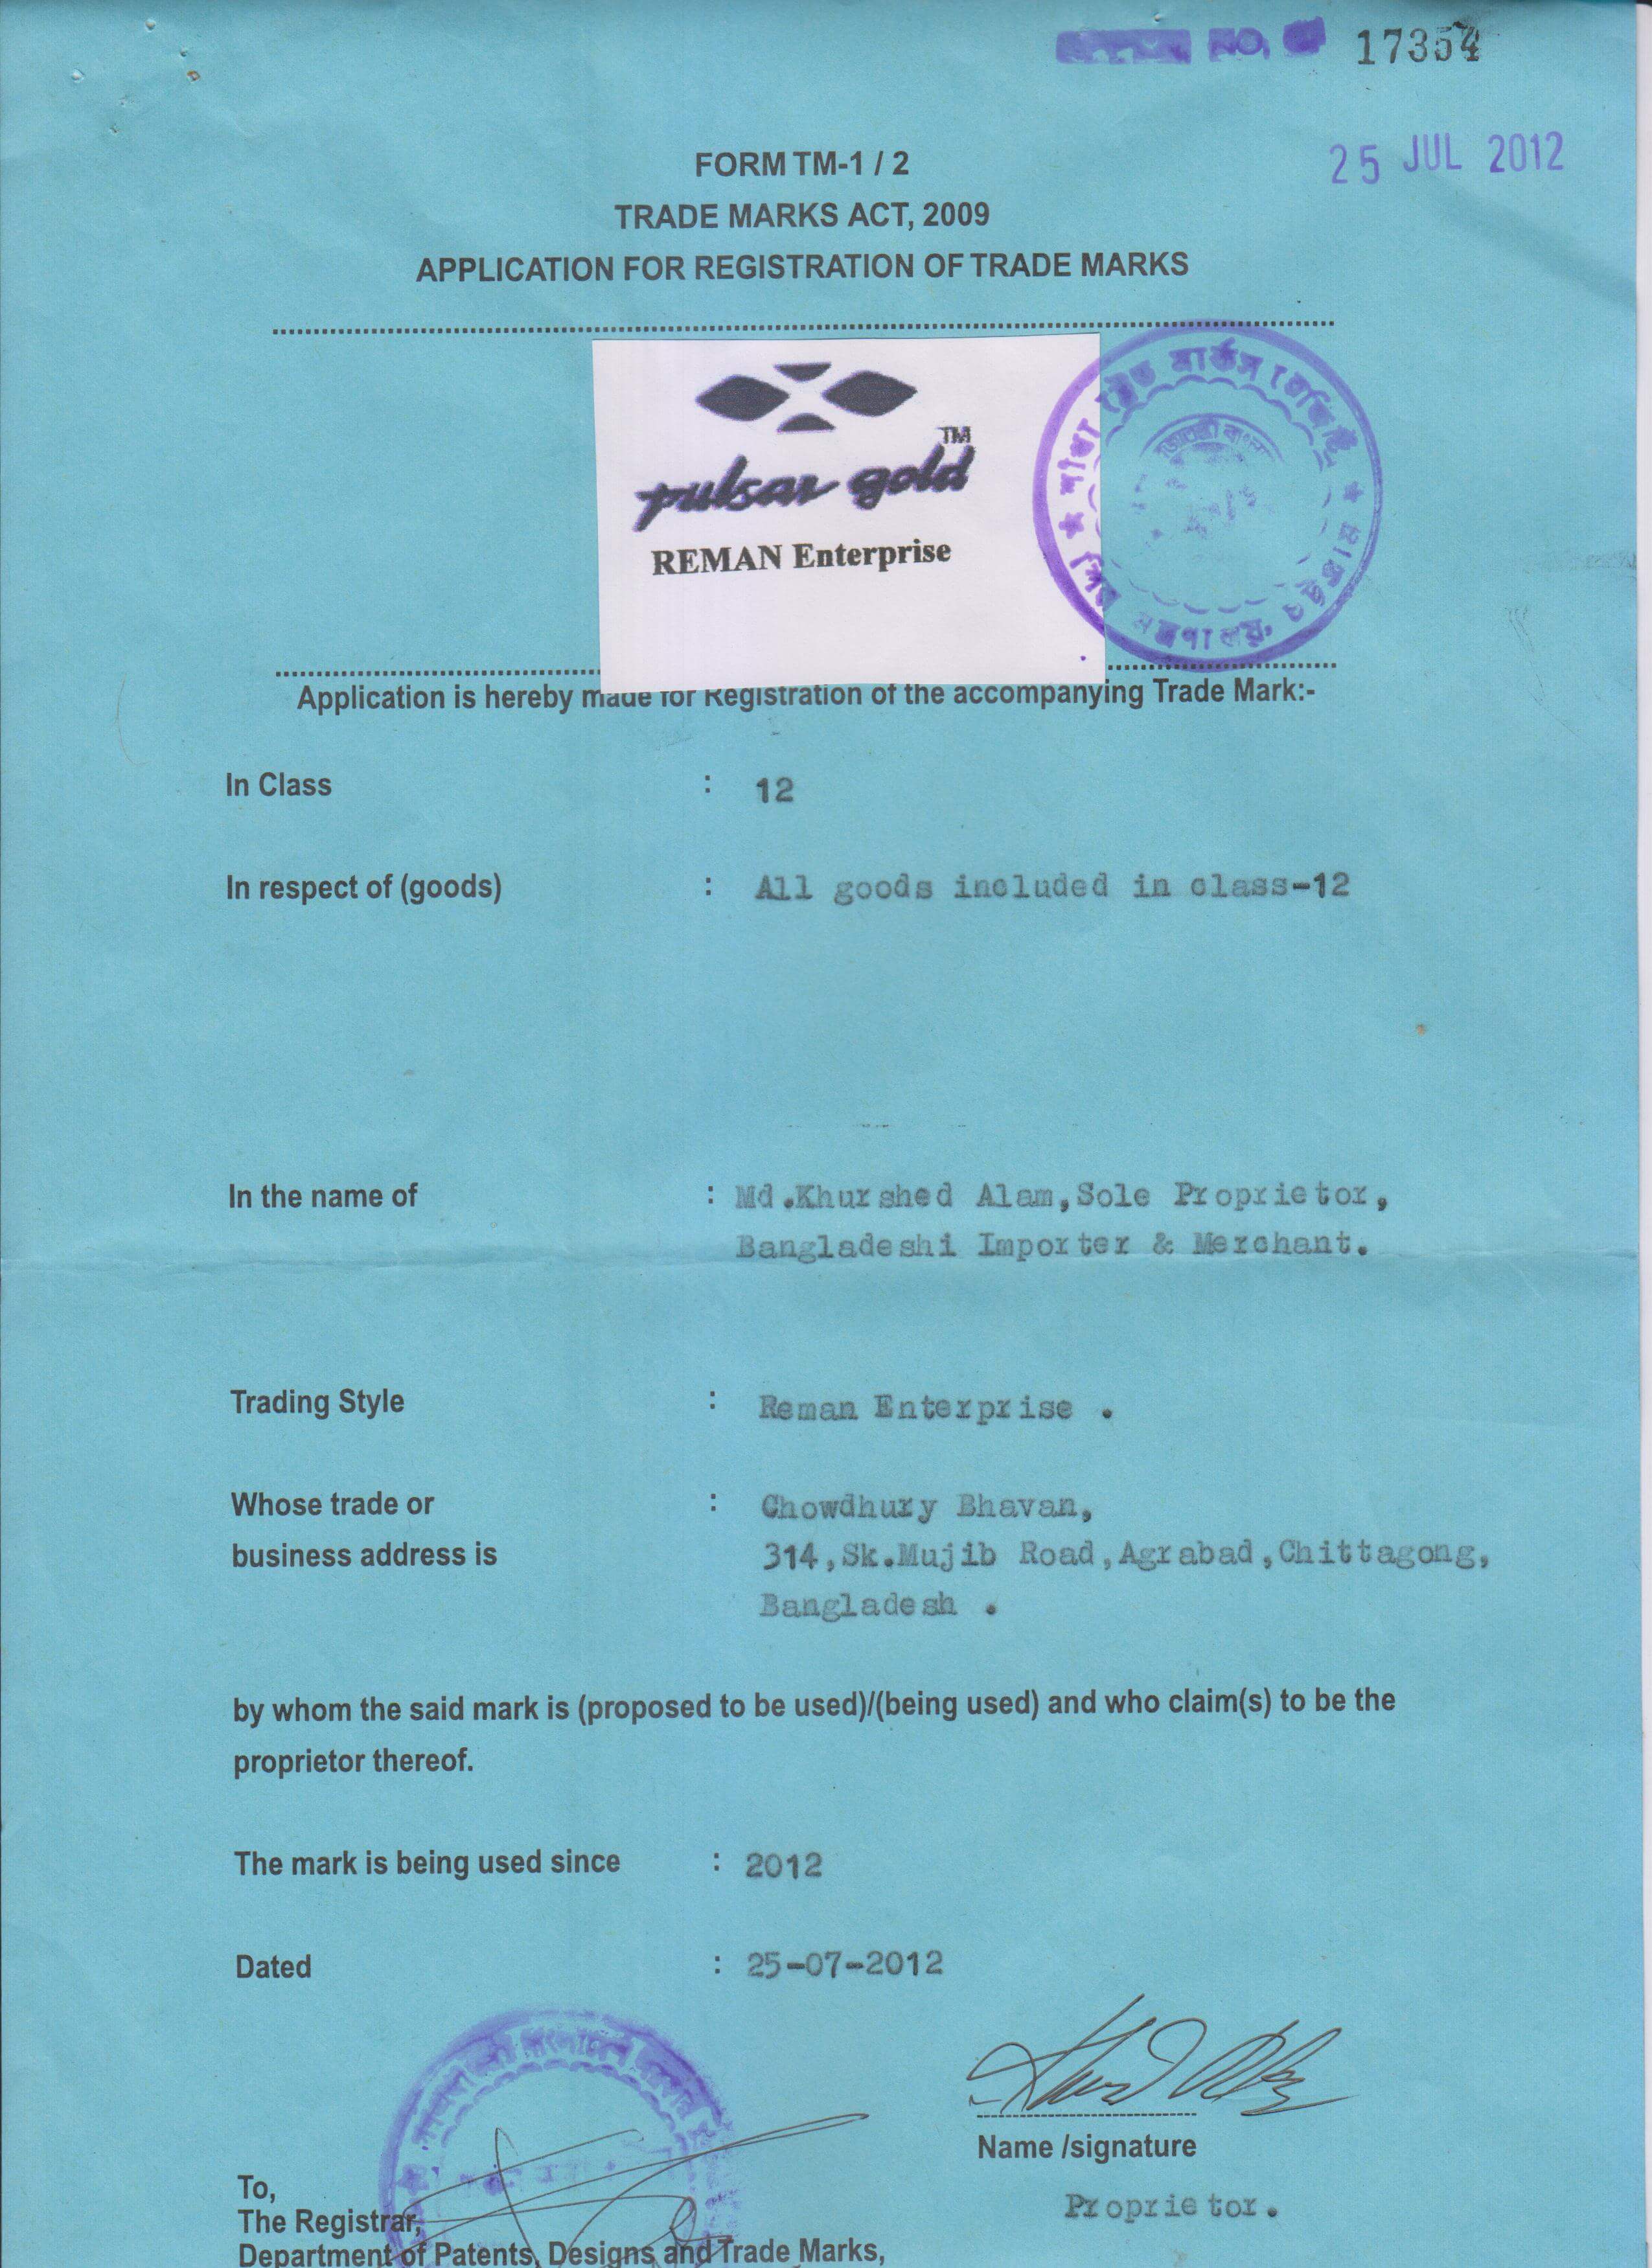 NO. 17354
25 JUL 2012
FORM TM-1 / 2
TRADE MARKS ACT, 2009
APPLICATION FOR REGISTRATION OF TRADE MARKS
TM
pulsar gold
REMAN Enterprise
Application is hereby made for Registration of the accompanying Trade Mark:-
In Class : 12
In respect of (goods) : All goods included in class-12
In the name of : Md.Khurshed Alam,Sole Proprietor,
Bangladeshi Importer & Merchant.
Trading Style : Reman Enterprise .
Whose trade or : Chowdhury Bhavan,
business address is 314,Sk.Mujib Road,Agrabad,Chittagong,
Bangladesh .
by whom the said mark is (proposed to be used)/(being used) and who claim(s) to be the
proprietor thereof.
The mark is being used since : 2012
Dated : 25-07-2012
Name /signature
Proprietor.
To,
The Registrar,
Department of Patents, Designs and Trade Marks,